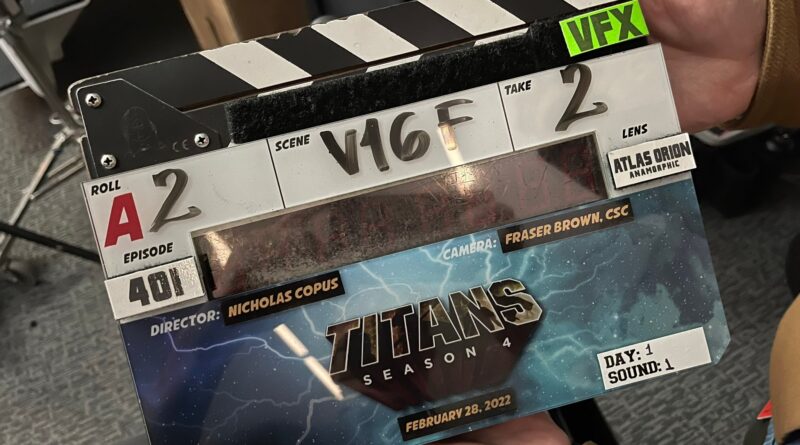 VFX
ROLL
A2
SCENE
V16F
TAKE
2
LENS
ATLAS ORION
ANAMORPHIC
EPISODE
401
DIRECTOR: NICHOLAS COPUS
CAMERA: FRASER BROWN, CSC
TITANS
SEASON 4
FEBRUARY 28, 2022
DAY: 1
SOUND: 1